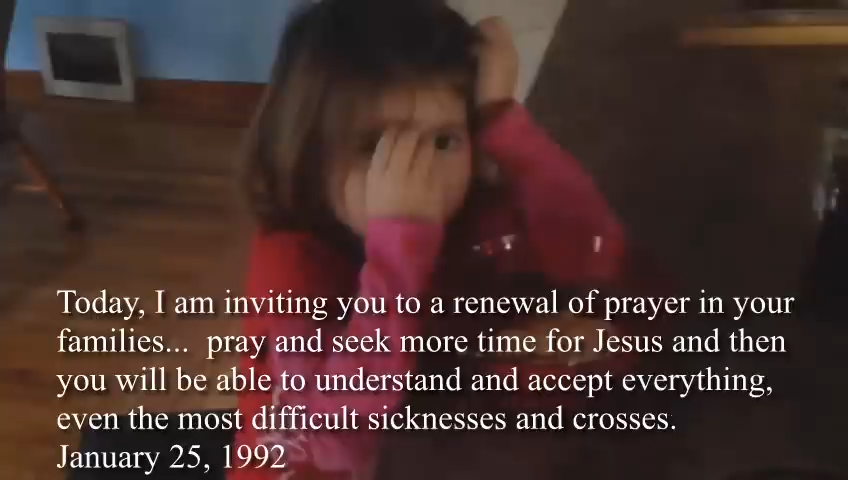 Today, I am inviting you to a renewal of prayer in your
families...  pray and seek more time for Jesus and then
you will be able to understand and accept everything,
even the most difficult sicknesses and crosses.
January 25, 1992